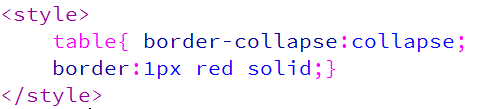 <style>
table{ border-collapse:collapse;
border:1px red solid;}
</style>